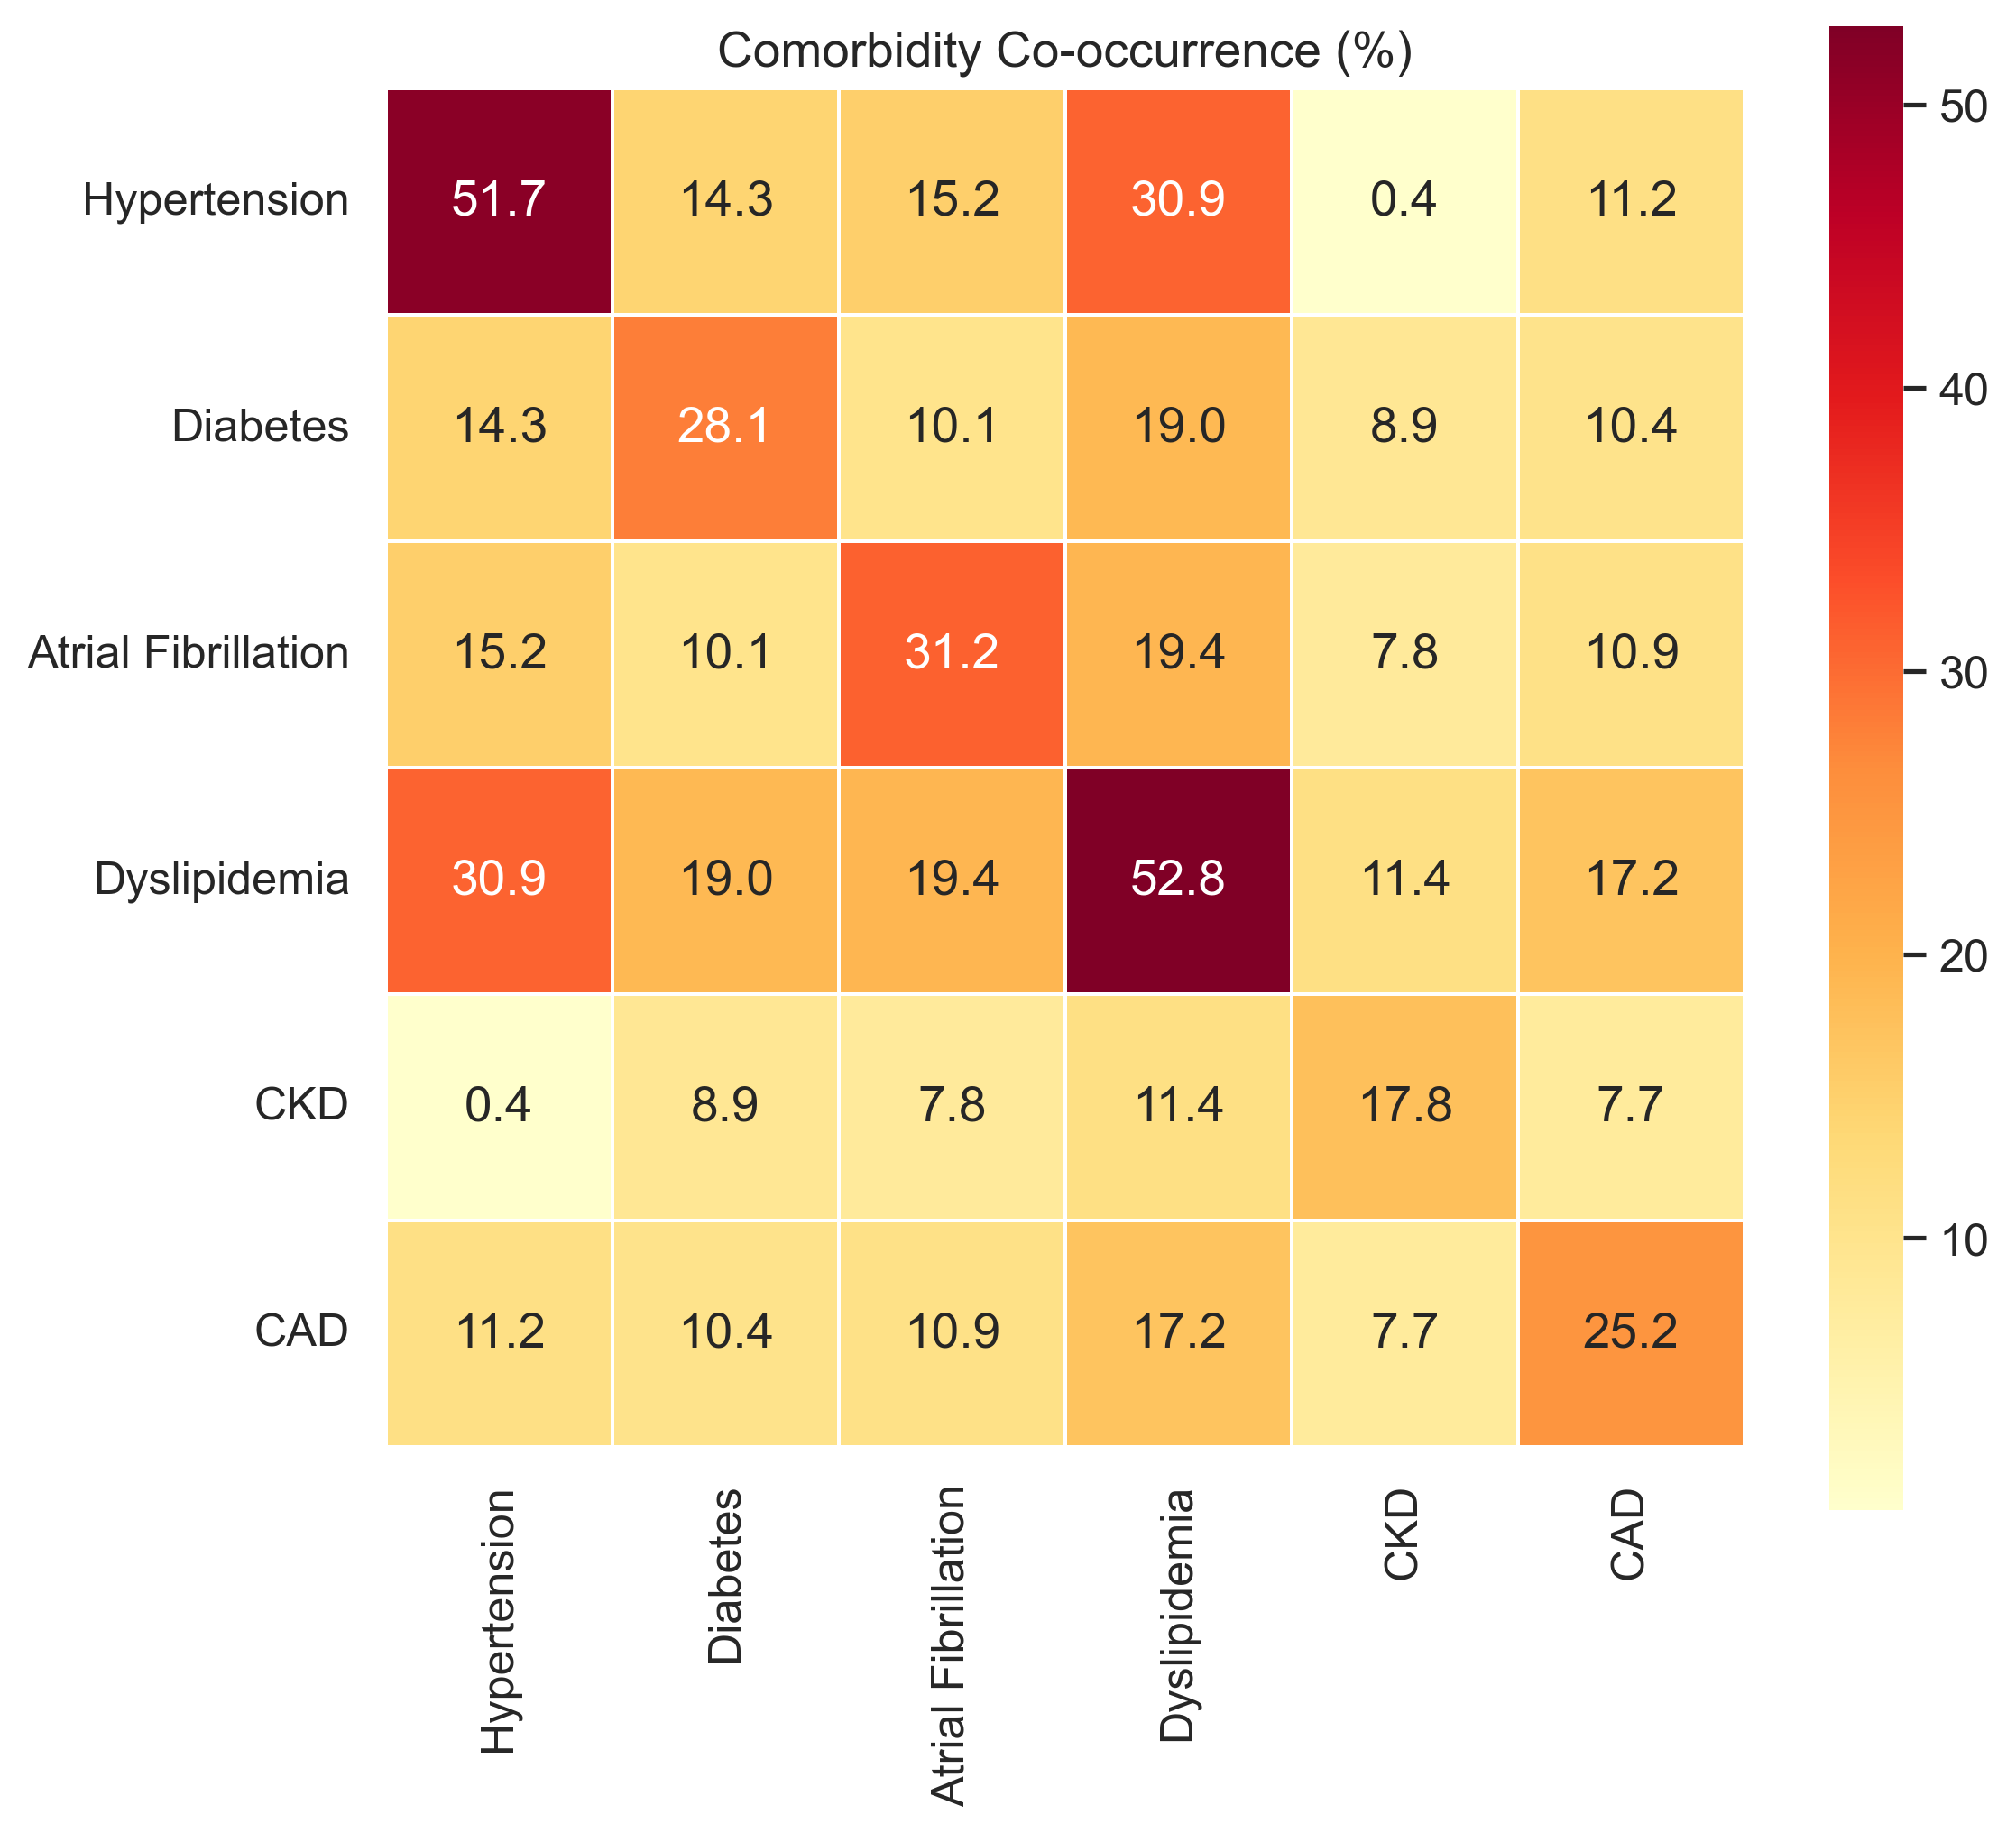 Comorbidity Co-occurrence (%)
Hypertension 51.7 14.3 15.2 30.9 0.4 11.2
Diabetes 14.3 28.1 10.1 19.0 8.9 10.4
Atrial Fibrillation 15.2 10.1 31.2 19.4 7.8 10.9
Dyslipidemia 30.9 19.0 19.4 52.8 11.4 17.2
CKD 0.4 8.9 7.8 11.4 17.8 7.7
CAD 11.2 10.4 10.9 17.2 7.7 25.2
Hypertension
Diabetes
Atrial Fibrillation
Dyslipidemia
CKD
CAD
50
40
30
20
10